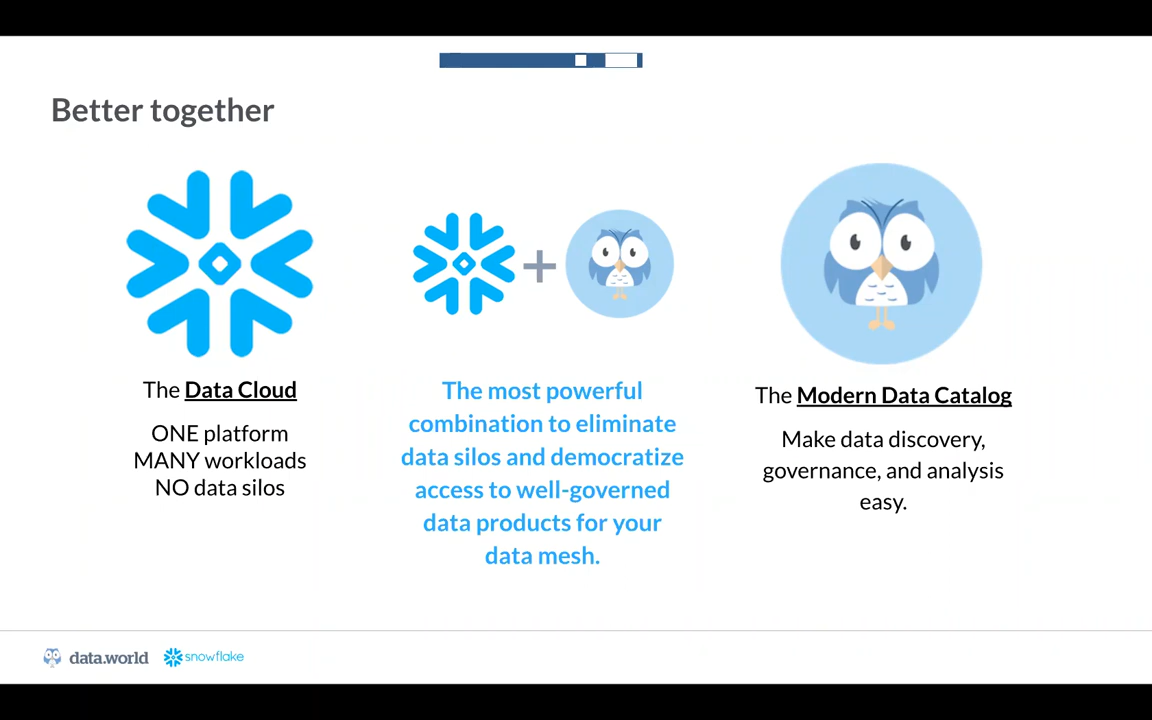 Better together
The Data Cloud
ONE platform
MANY workloads
NO data silos
The most powerful
combination to eliminate
data silos and democratize
access to well-governed
data products for your
data mesh.
The Modern Data Catalog
Make data discovery,
governance, and analysis
easy.
data.world
snowflake